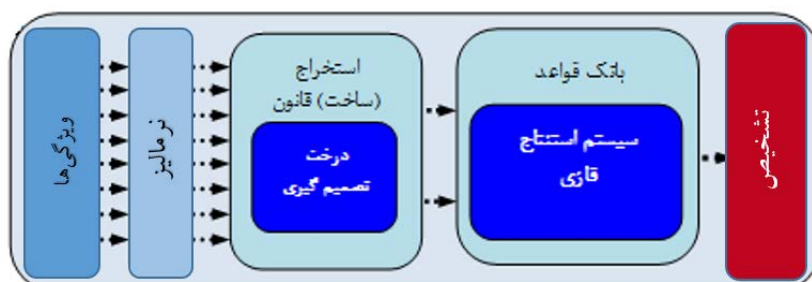 ویژگی‌ها
نرمالیز
استخراج
(ساخت) قانون
درخت
تصمیم گیری
بانک قواعد
سیستم استنتاج
فازی
تشخیص